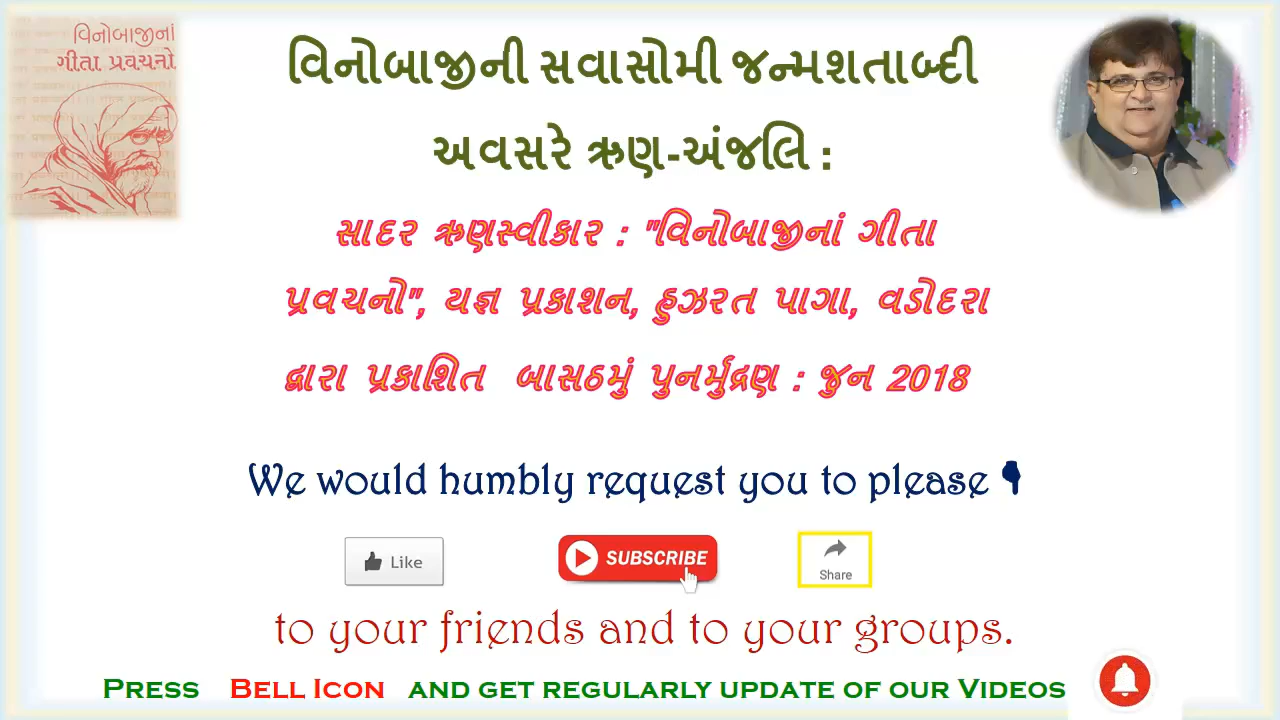 વિનોબાજીનાં
ગીતા પ્રવચનો
વિનોબાજીની સવાસોમી જન્મશતાબ્દી
અવસરે ઋણ-અંજલિ :
સાદર ઋણસ્વીકાર : "વિનોબાજીનાં ગીતા
પ્રવચનો", યજ્ઞ પ્રકાશન, હુઝરત પાગા, વડોદરા
દ્વારા પ્રકાશિત બાસઠમું પુનર્મુદ્રણ : જુન 2018
We would humbly request you to please 👇
Like
SUBSCRIBE
Share
to your friends and to your groups.
PRESS BELL ICON AND GET REGULARLY UPDATE OF OUR VIDEOS